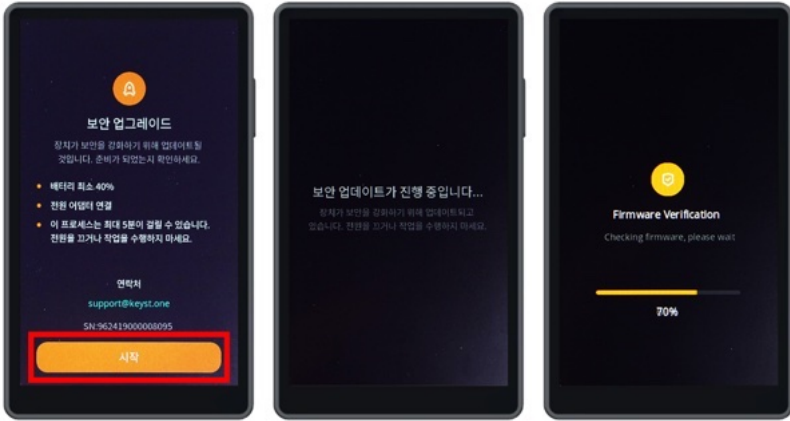 보안 업그레이드
장치가 보안을 강화하기 위해 업데이트될
것입니다. 준비가 되었는지 확인하세요.
배터리 최소 40%
전원 어댑터 연결
이 프로세스는 최대 5분이 걸릴 수 있습니다.
전원을 끄거나 작업을 수행하지 마세요.
연락처
support@keyst.one
SN:962419000008095
시작
보안 업데이트가 진행 중입니다...
장치가 보안을 강화하기 위해 업데이트되고
있습니다. 전원을 끄거나 작업을 수행하지 마세요.
Firmware Verification
Checking firmware, please wait
70%